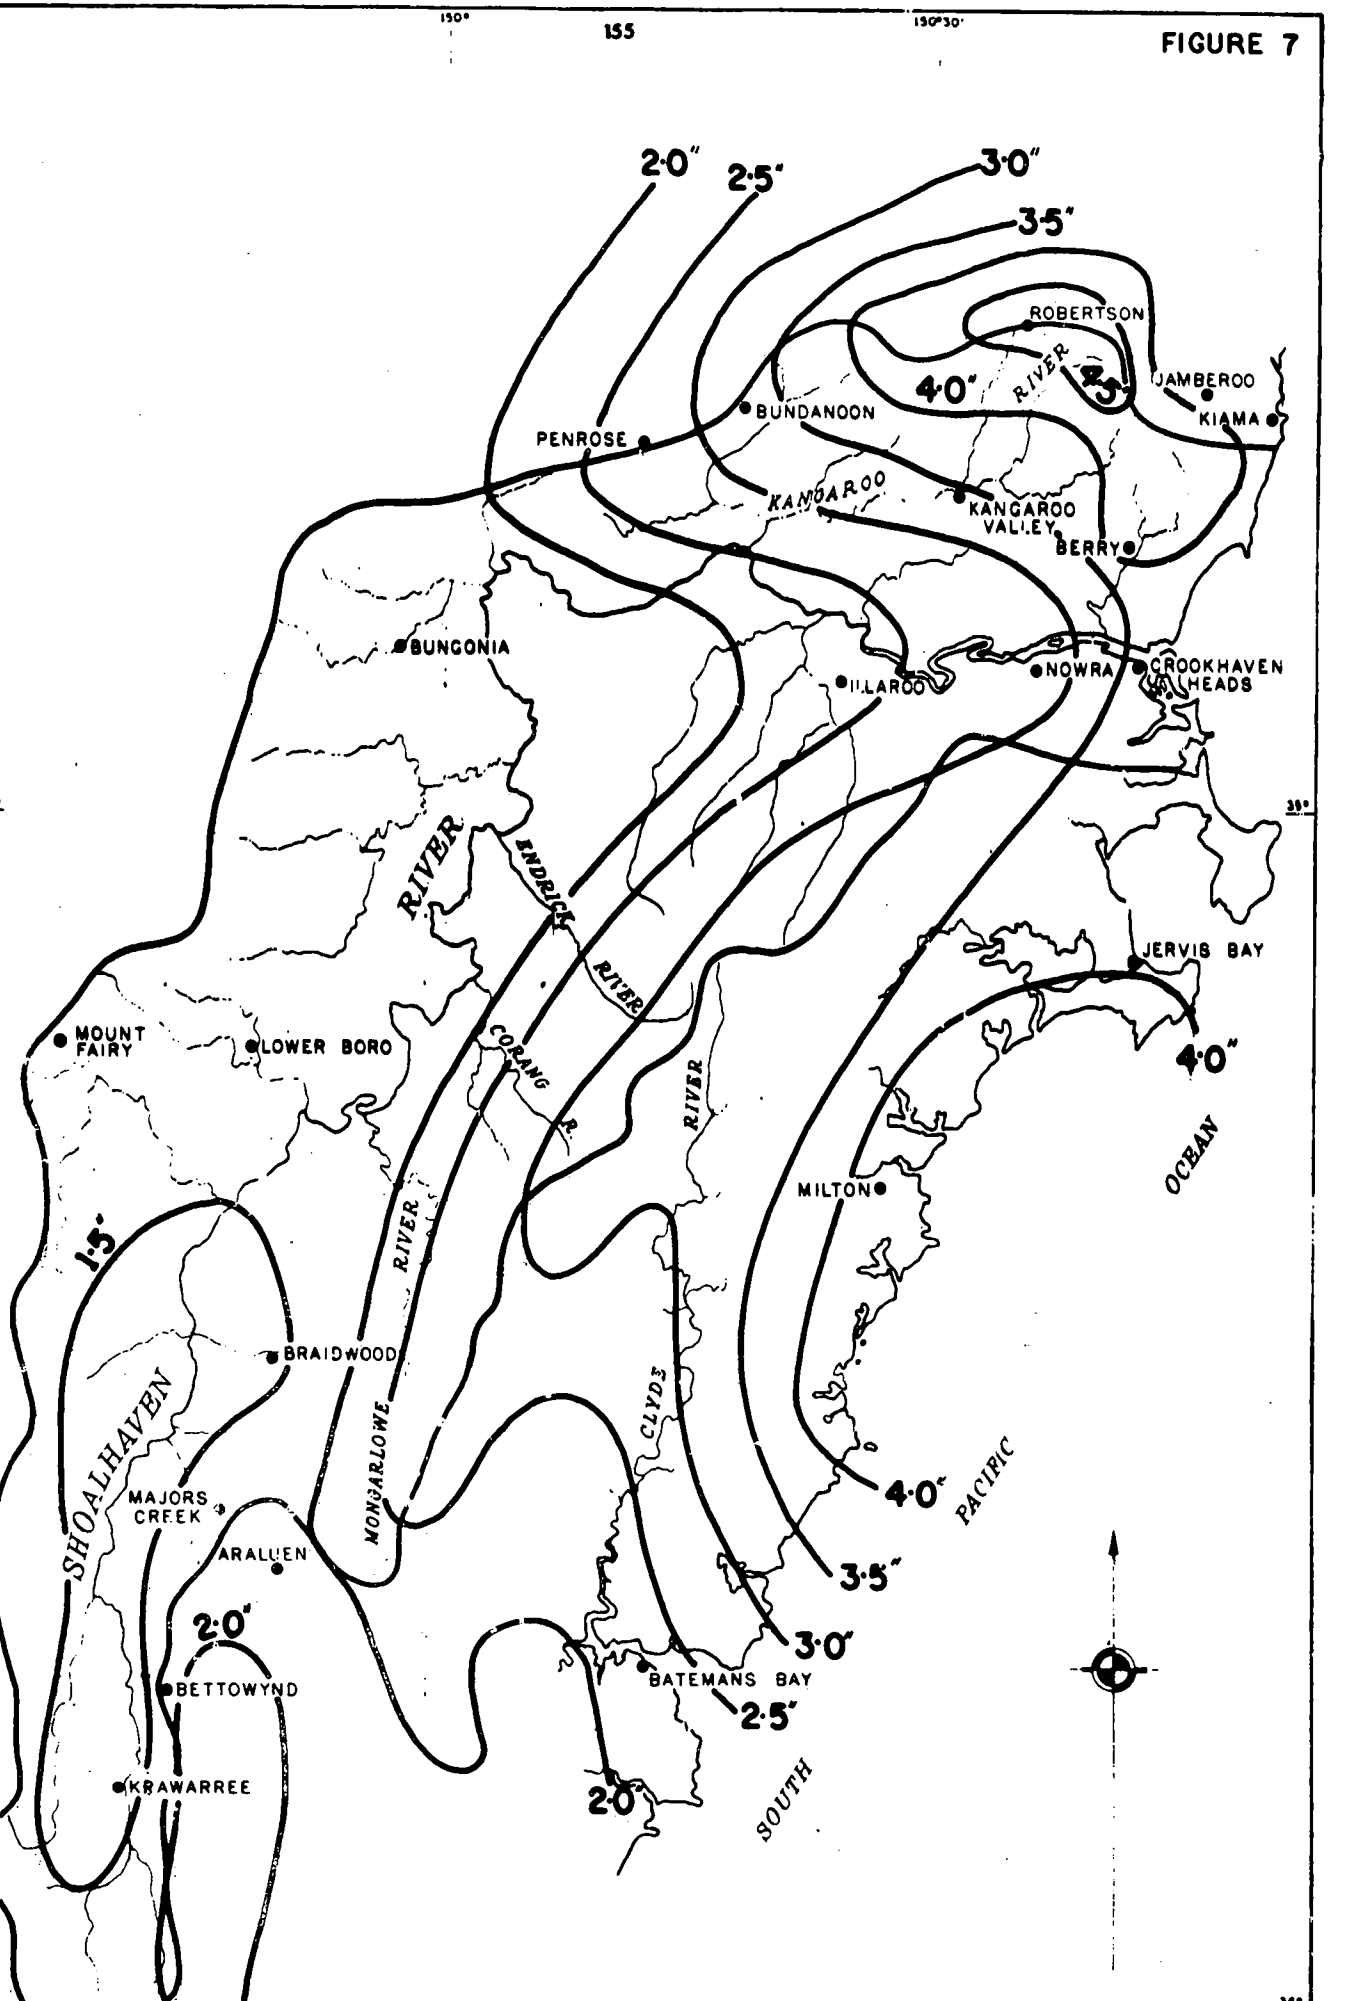 150°
155
150°30'
FIGURE 7
2·0"
2·5"
3·0"
3·5"
ROBERTSON
RIVER
4·0"
JAMBEROO
KIAMA
BUNDANOON
PENROSE
KANGAROO
KANGAROO
VALLEY
BERRY
BUNGONIA
NOWRA
CROOKHAVEN
HEADS
ILLAROO
35°
RIVER
ENDRICK
RIVER
JERVIS BAY
MOUNT
FAIRY
LOWER BORO
CORANG
R
RIVER
4·0"
OCEAN
MILTON
1·5"
RIVER
BRAIDWOOD
SHOALHAVEN
MONGARLOWE
CLYDE
MAJORS
CREEK
4·0"
PACIFIC
ARALUEN
3·5"
2·0"
3·0"
BATEMANS BAY
BETTOWYND
2·5"
KRAWARREE
2·0"
SOUTH